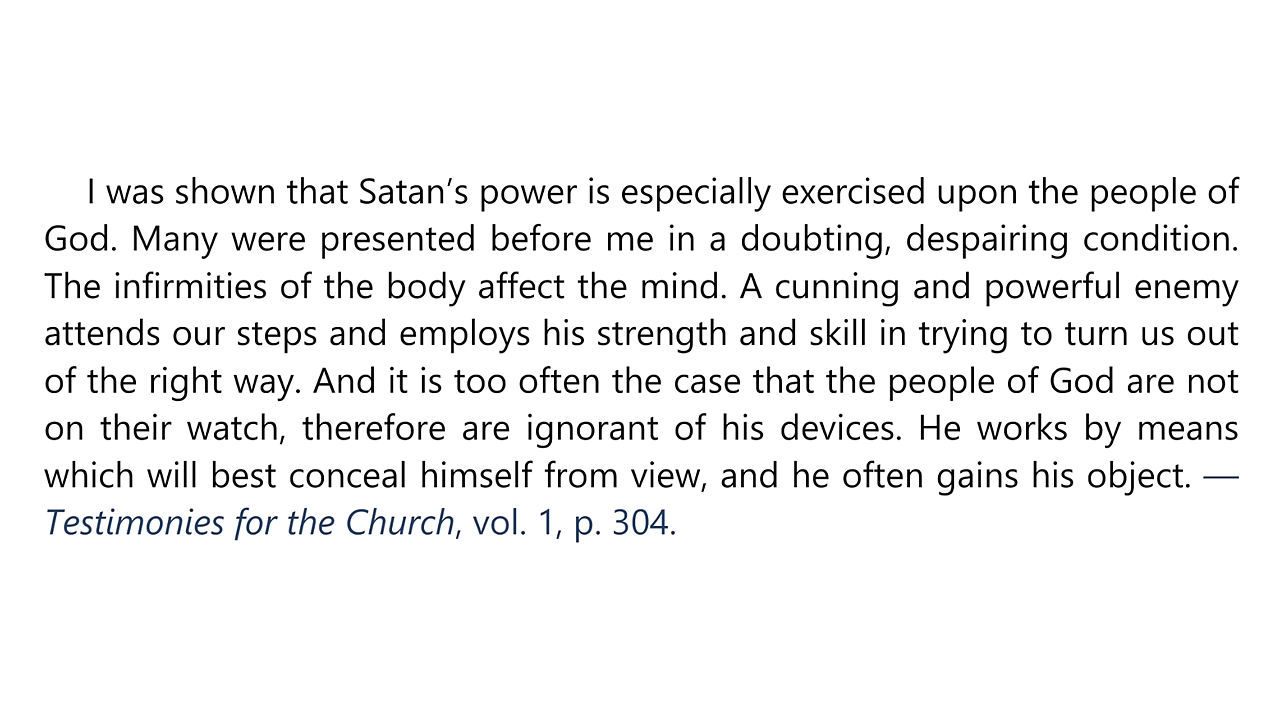 I was shown that Satan’s power is especially exercised upon the people of
God. Many were presented before me in a doubting, despairing condition.
The infirmities of the body affect the mind. A cunning and powerful enemy
attends our steps and employs his strength and skill in trying to turn us out
of the right way. And it is too often the case that the people of God are not
on their watch, therefore are ignorant of his devices. He works by means
which will best conceal himself from view, and he often gains his object. —
Testimonies for the Church, vol. 1, p. 304.